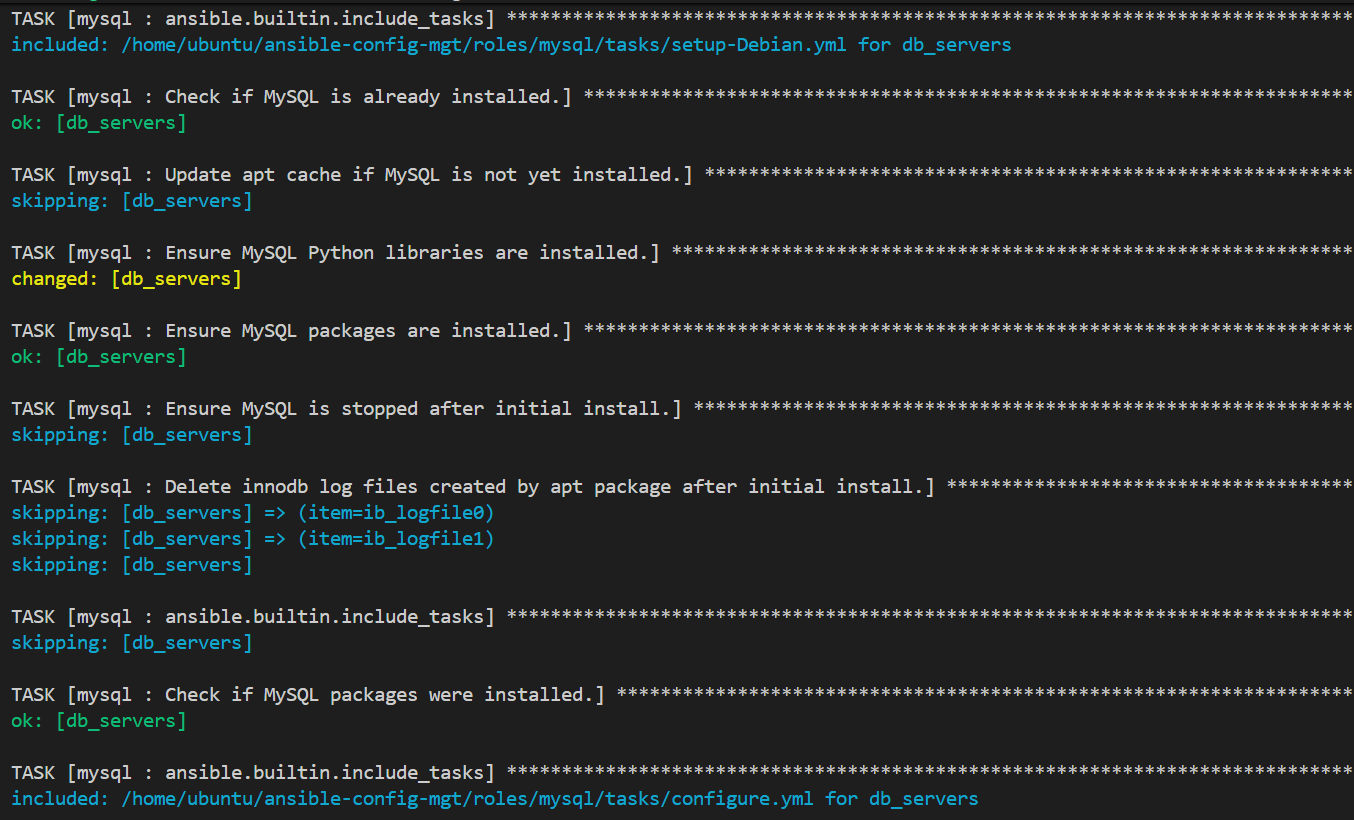 TASK [mysql : ansible.builtin.include_tasks] *****************************************************************************
included: /home/ubuntu/ansible-config-mgt/roles/mysql/tasks/setup-Debian.yml for db_servers
TASK [mysql : Check if MySQL is already installed.] **********************************************************************
ok: [db_servers]
TASK [mysql : Update apt cache if MySQL is not yet installed.] ***********************************************************
skipping: [db_servers]
TASK [mysql : Ensure MySQL Python libraries are installed.] **************************************************************
changed: [db_servers]
TASK [mysql : Ensure MySQL packages are installed.] **********************************************************************
ok: [db_servers]
TASK [mysql : Ensure MySQL is stopped after initial install.] ************************************************************
skipping: [db_servers]
TASK [mysql : Delete innodb log files created by apt package after initial install.] *************************************
skipping: [db_servers] => (item=ib_logfile0)
skipping: [db_servers] => (item=ib_logfile1)
skipping: [db_servers]
TASK [mysql : ansible.builtin.include_tasks] *****************************************************************************
skipping: [db_servers]
TASK [mysql : Check if MySQL packages were installed.] *******************************************************************
ok: [db_servers]
TASK [mysql : ansible.builtin.include_tasks] *****************************************************************************
included: /home/ubuntu/ansible-config-mgt/roles/mysql/tasks/configure.yml for db_servers